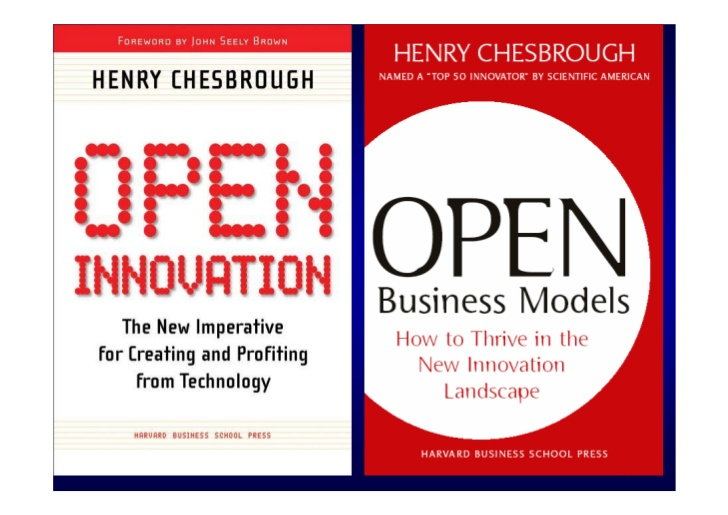 FOREWORD BY JOHN SEELY BROWN
HENRY CHESBROUGH
OPEN
INNOVATION
The New Imperative
for Creating and Profiting
from Technology
HARVARD BUSINESS SCHOOL PRESS
HENRY CHESBROUGH
NAMED A "TOP 50 INNOVATOR" BY SCIENTIFIC AMERICAN
OPEN
Business Models
How to Thrive in the
New Innovation
Landscape
HARVARD BUSINESS SCHOOL PRESS